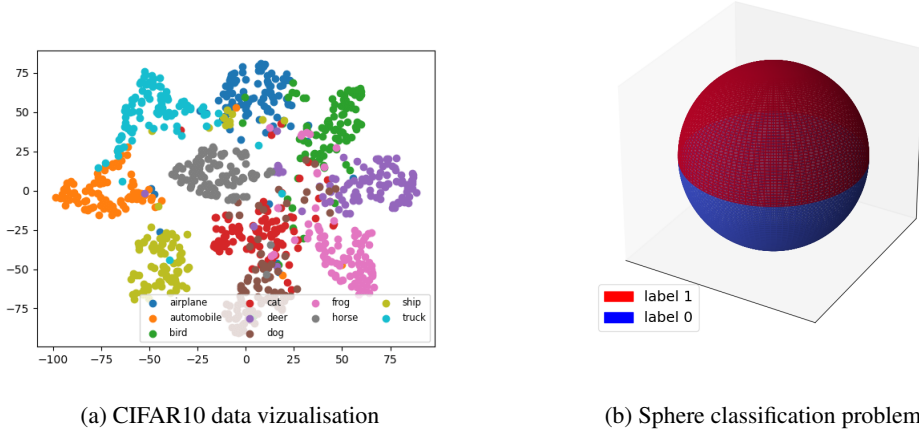 75
50
25
0
−25
−50
−75
−100 −75 −50 −25 0 25 50 75
airplane cat frog ship
automobile deer horse truck
bird dog
label 1
label 0
(a) CIFAR10 data vizualisation
(b) Sphere classification problem